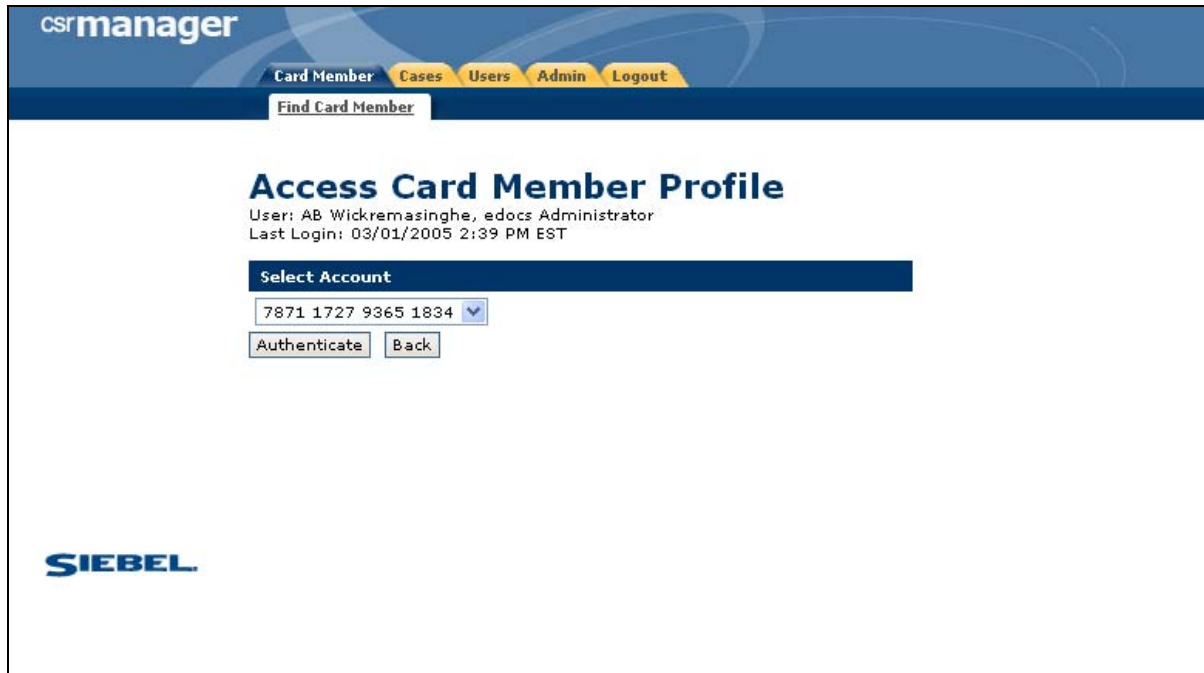 csrmanager
Card Member Cases Users Admin Logout
Find Card Member
Access Card Member Profile
User: AB Wickremasinghe, edocs Administrator
Last Login: 03/01/2005 2:39 PM EST
Select Account
7871 1727 9365 1834
Authenticate Back
SIEBEL.